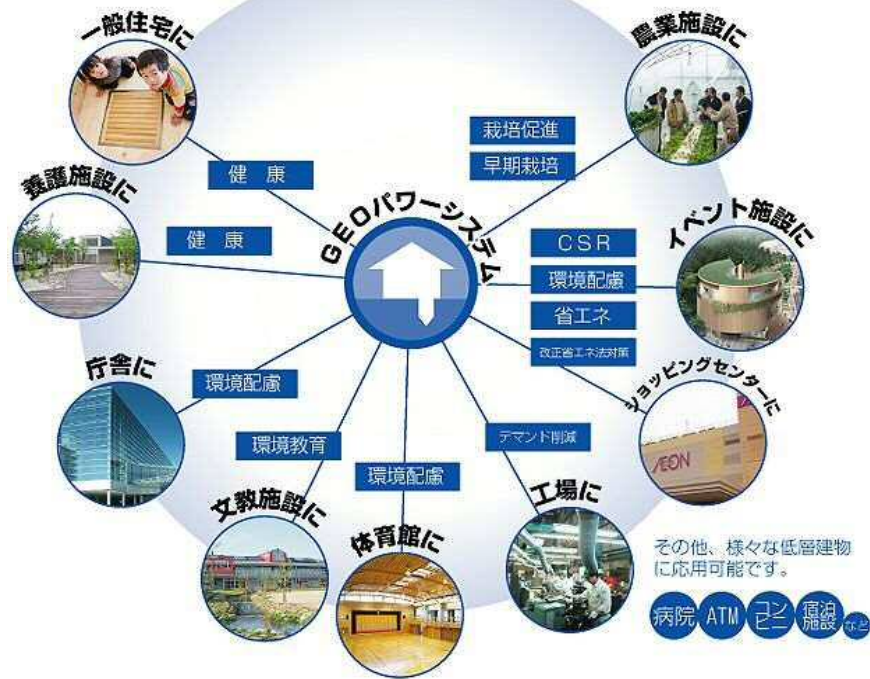 一般住宅に
農業施設に
栽培促進
早期栽培
健 康
養護施設に
健 康
GEOパワーシステム
CSR
環境配慮
省エネ
改正省エネ法対策
イベント施設に
庁舎に
環境配慮
ショッピングセンターに
ÆON
環境教育
環境配慮
デマンド削減
文教施設に
体育館に
工場に
その他、様々な低層建物
に応用可能です。
病院
ATM
コン
ビニ
宿泊
施設
など